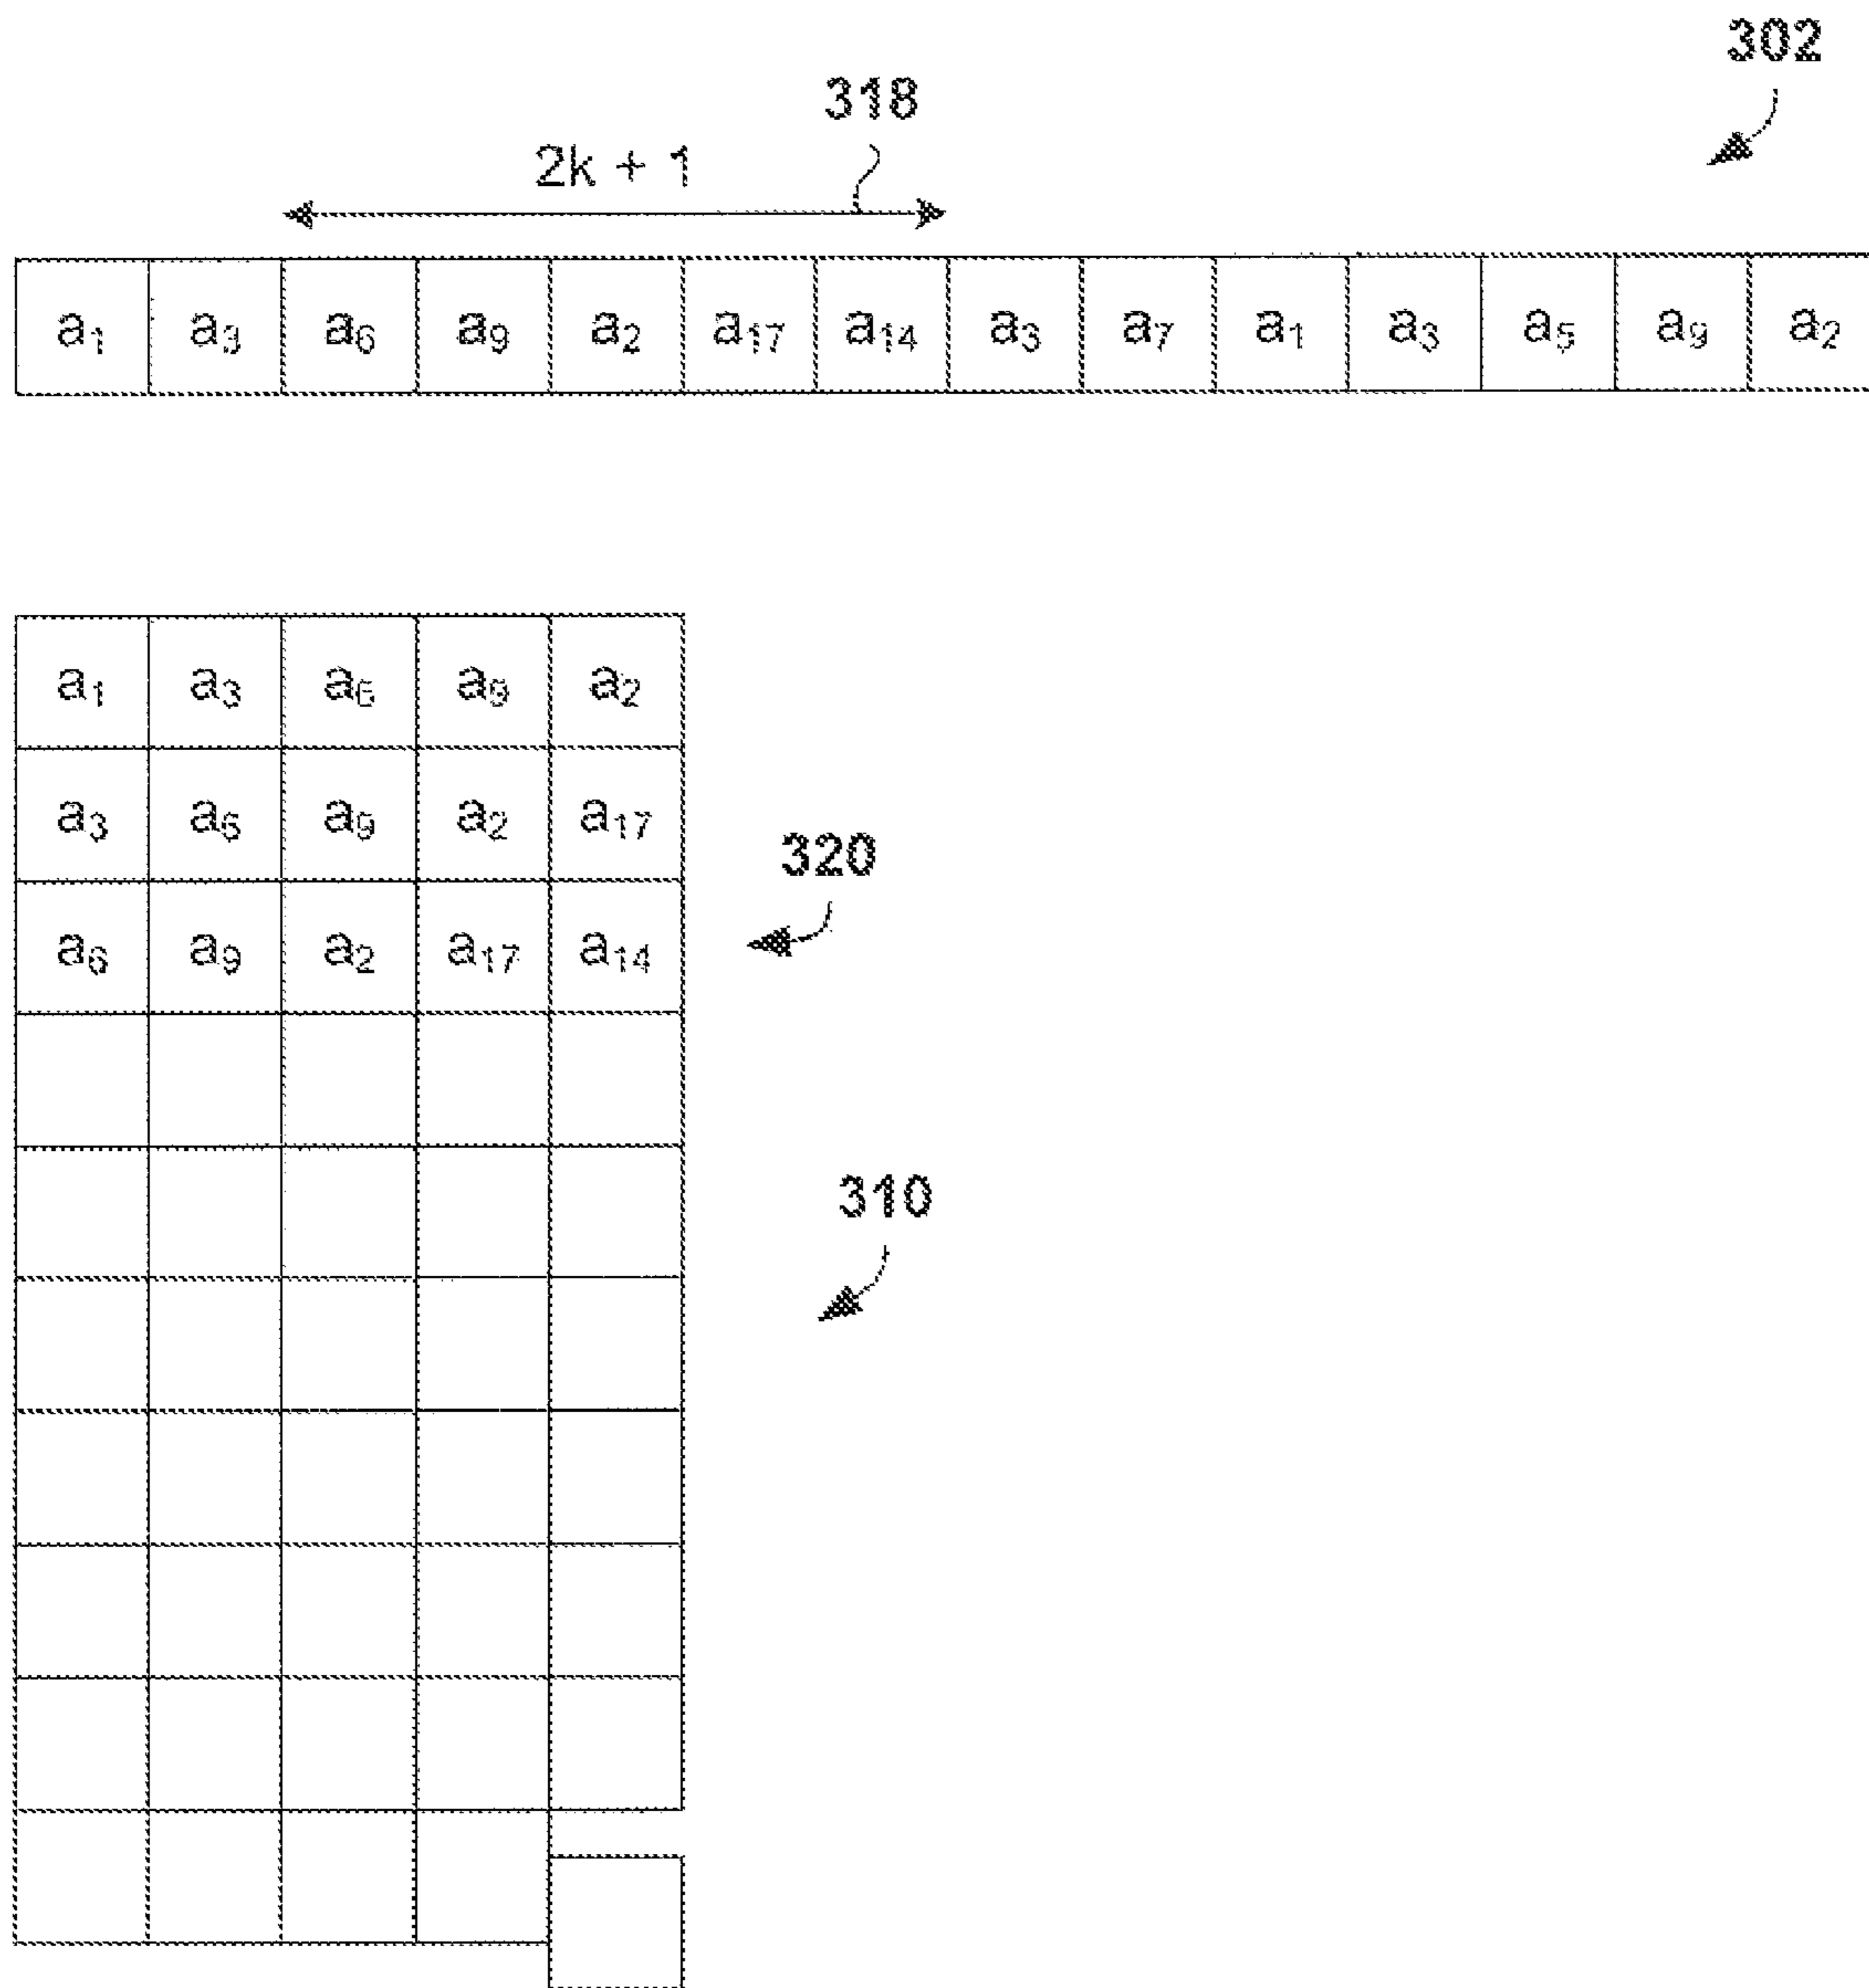 302
318
2k + 1
a₁ a₃ a₆ a₉ a₂ a₁₇ a₁₄ a₃ a₇ a₁ a₃ a₅ a₉ a₂
a₁ a₃ a₆ a₉ a₂
a₃ a₆ a₉ a₂ a₁₇
320
a₆ a₉ a₂ a₁₇ a₁₄
310